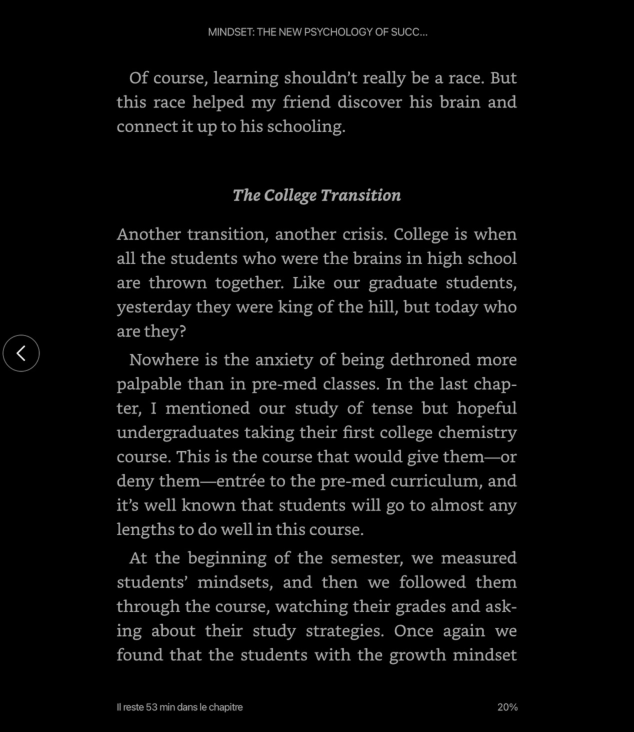 MINDSET: THE NEW PSYCHOLOGY OF SUCC...
Of course, learning shouldn’t really be a race. But
this race helped my friend discover his brain and
connect it up to his schooling.
The College Transition
Another transition, another crisis. College is when
all the students who were the brains in high school
are thrown together. Like our graduate students,
yesterday they were king of the hill, but today who
are they?
Nowhere is the anxiety of being dethroned more
palpable than in pre-med classes. In the last chap-
ter, I mentioned our study of tense but hopeful
undergraduates taking their first college chemistry
course. This is the course that would give them—or
deny them—entrée to the pre-med curriculum, and
it’s well known that students will go to almost any
lengths to do well in this course.
At the beginning of the semester, we measured
students’ mindsets, and then we followed them
through the course, watching their grades and ask-
ing about their study strategies. Once again we
found that the students with the growth mindset
Il reste 53 min dans le chapitre
20%